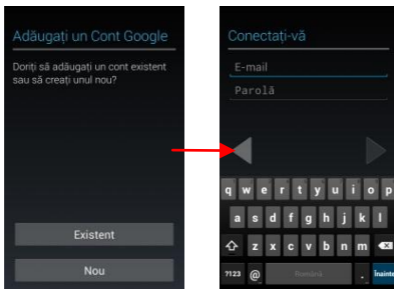 Adăugați un Cont Google
Doriți să adăugați un cont existent
sau să creați unul nou?
Existent
Nou
Conectați-vă
E-mail
Parolă
q w e r t y u i o p
a s d f g h j k l
z x c v b n m
?123 @ Română . Înainte